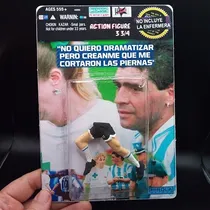 AGES 555+
WARNING:
ACTION FIGURE
3 3/4
NO INCLUYE
LA ENFERMERA
"NO QUIERO DRAMATIZAR
PERO CREANME QUE ME
CORTARON LAS PIERNAS"